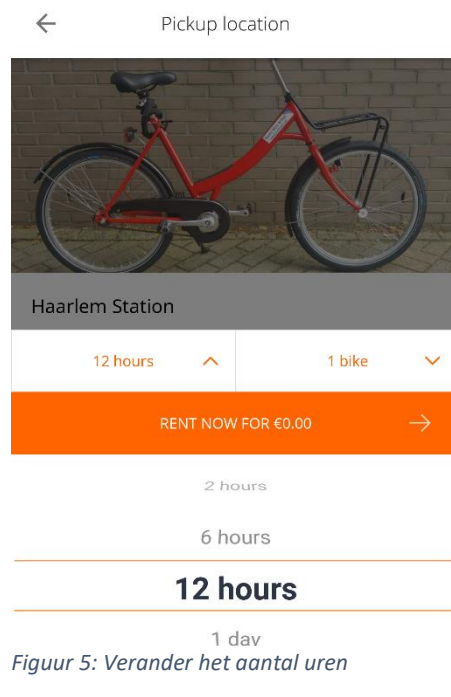 Pickup location
Haarlem Station
12 hours 1 bike
RENT NOW FOR €0.00
2 hours
6 hours
12 hours
1 day
Figuur 5: Verander het aantal uren